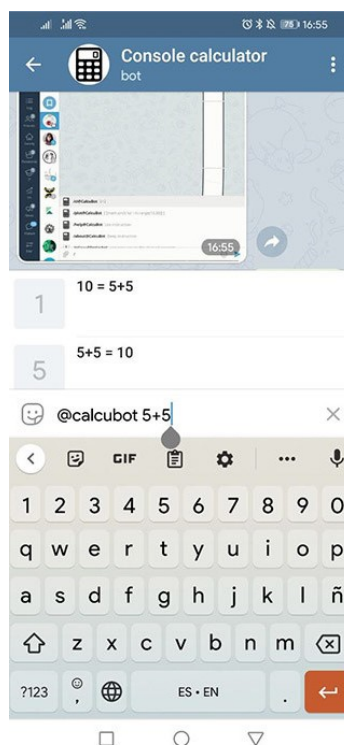 75 16:55
Console calculator
bot
16:55
1
10 = 5+5
5
5+5 = 10
@calcubot 5+5
GIF
1 2 3 4 5 6 7 8 9 0
q w e r t y u i o p
a s d f g h j k l ñ
z x c v b n m
?123 , ES • EN .